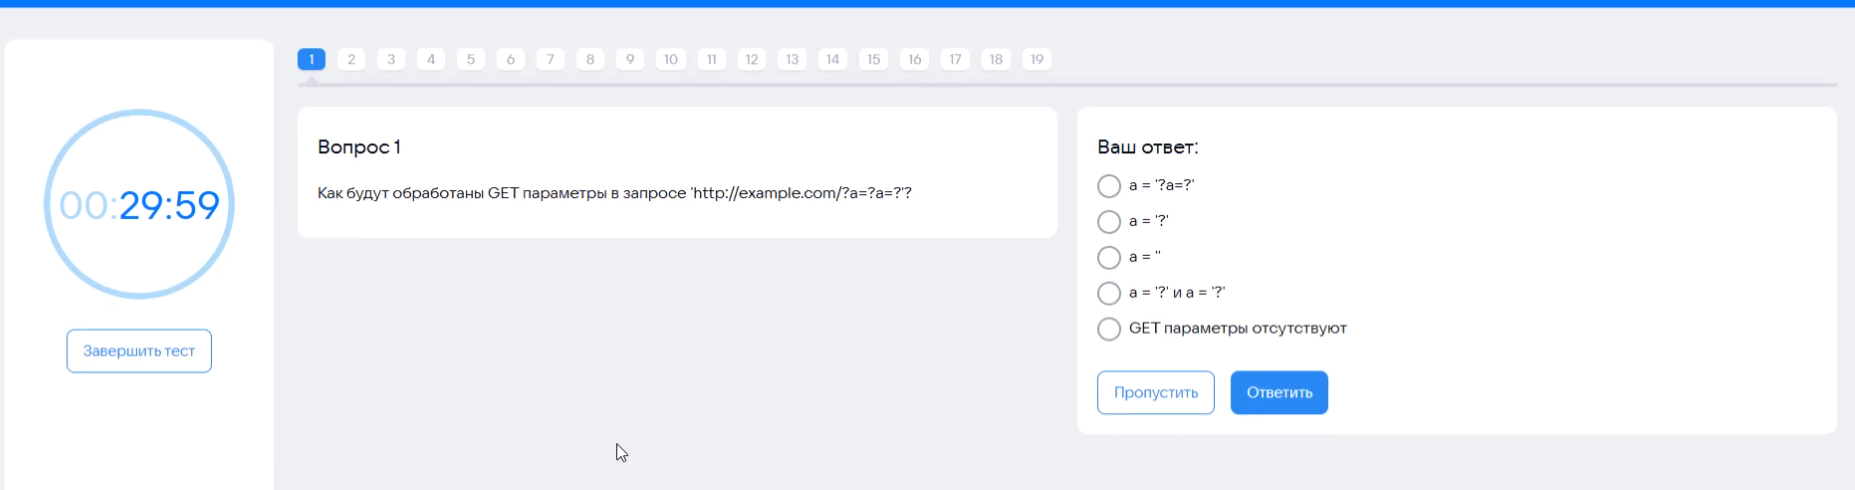 1 2 3 4 5 6 7 8 9 10 11 12 13 14 15 16 17 18 19
00:29:59
Завершить тест
Вопрос 1
Как будут обработаны GET параметры в запросе 'http://example.com/?a=?a=?'?
Ваш ответ:
a = '?a=?'
a = '?'
a = ''
a = '?' и a = '?'
GET параметры отсутствуют
Пропустить Ответить